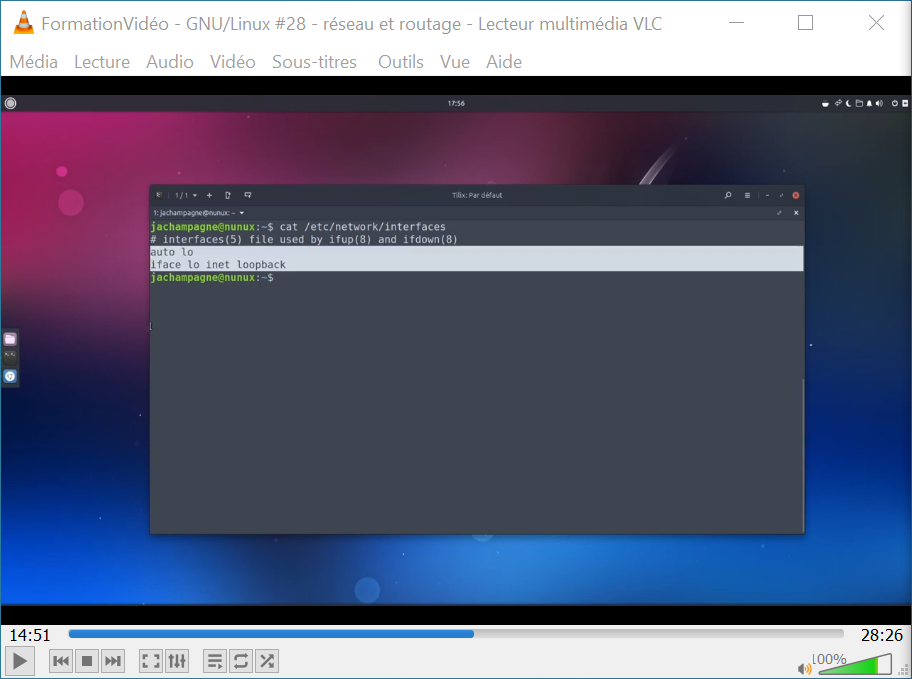 FormationVidéo - GNU/Linux #28 - réseau et routage - Lecteur multimédia VLC
Média Lecture Audio Vidéo Sous-titres Outils Vue Aide
17:56
1 / 1
Tilix: Par défaut
1: jachampagne@nunux: ~
jachampagne@nunux:~$ cat /etc/network/interfaces
# interfaces(5) file used by ifup(8) and ifdown(8)
auto lo
iface lo inet loopback
jachampagne@nunux:~$
14:51
28:26
100%